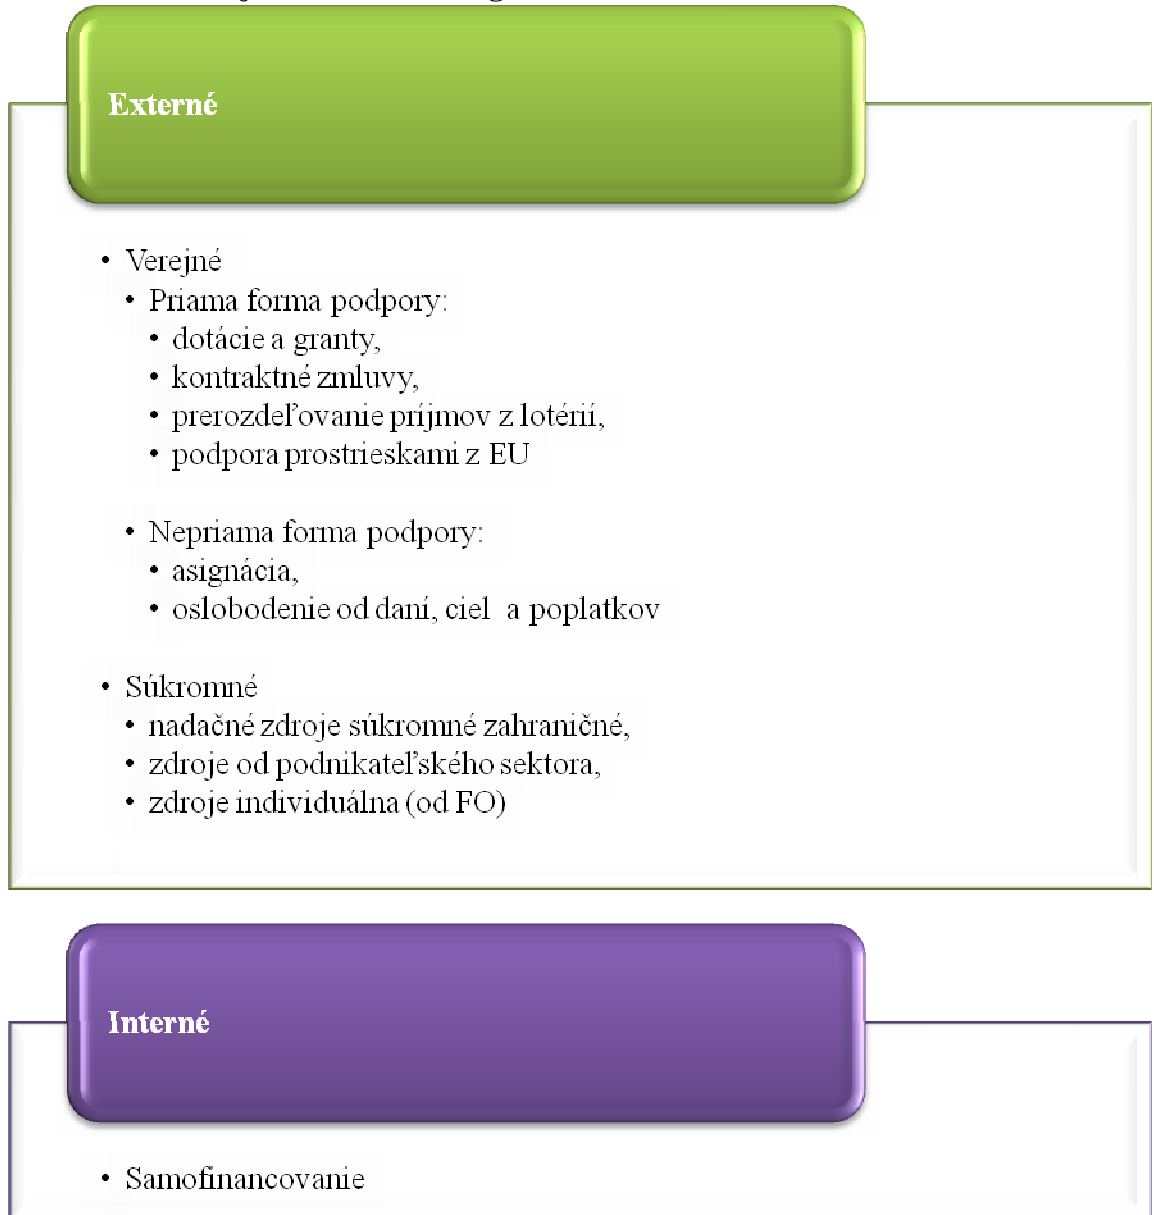 Externé
• Verejné
• Priama forma podpory:
• dotácie a granty,
• kontraktné zmluvy,
• prerozdeľovanie príjmov z lotérií,
• podpora prostrieskami z EU
• Nepriama forma podpory:
• asignácia,
• oslobodenie od daní, ciel a poplatkov
• Súkromné
• nadačné zdroje súkromné zahraničné,
• zdroje od podnikateľského sektora,
• zdroje individuálna (od FO)
Interné
• Samofinancovanie